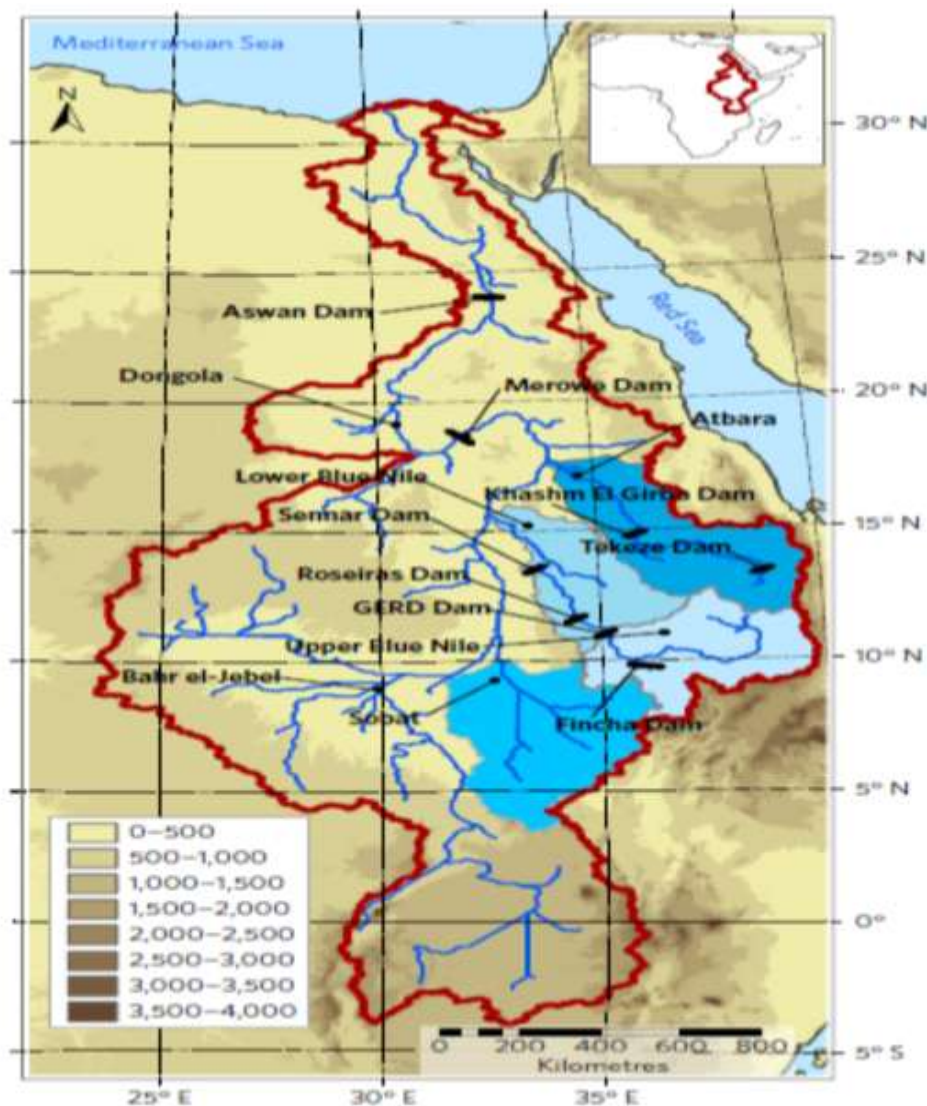 Mediterranean Sea
N
30° N
25° N
Red Sea
Aswan Dam
Dongola
Merowe Dam
20° N
Atbara
Lower Blue Nile
Khashm El Girba Dam
Sennar Dam
15° N
Tekeze Dam
Roseiras Dam
GERD Dam
Upper Blue Nile
10° N
Bahr el-Jebel
Sobat
Fincha Dam
5° N
0–500
500–1,000
1,000–1,500
1,500–2,000
2,000–2,500
2,500–3,000
3,000–3,500
3,500–4,000
0°
0 200 400 600 800
Kilometres
5° S
25° E 30° E 35° E